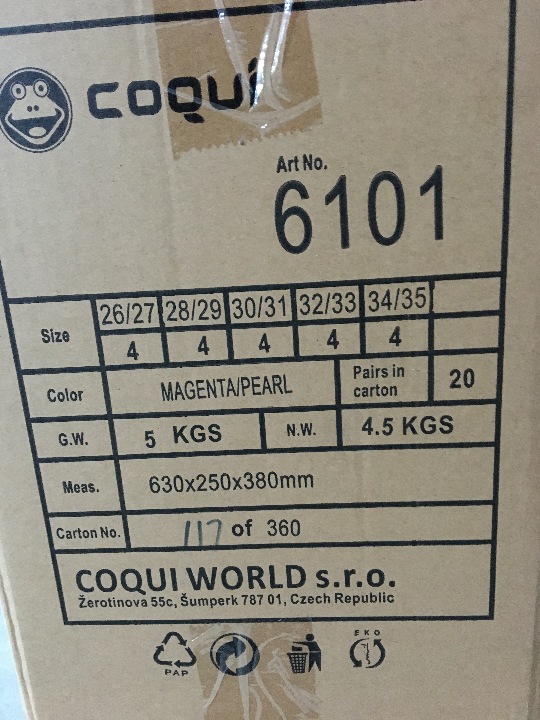 COQUI
Art No.
6101
Size 26/27 28/29 30/31 32/33 34/35
4 4 4 4 4
Color MAGENTA/PEARL Pairs in carton 20
G.W. 5 KGS N.W. 4.5 KGS
Meas. 630x250x380mm
Carton No. 117 of 360
COQUI WORLD s.r.o.
Žerotinova 55c, Šumperk 787 01, Czech Republic
EKO
PAP